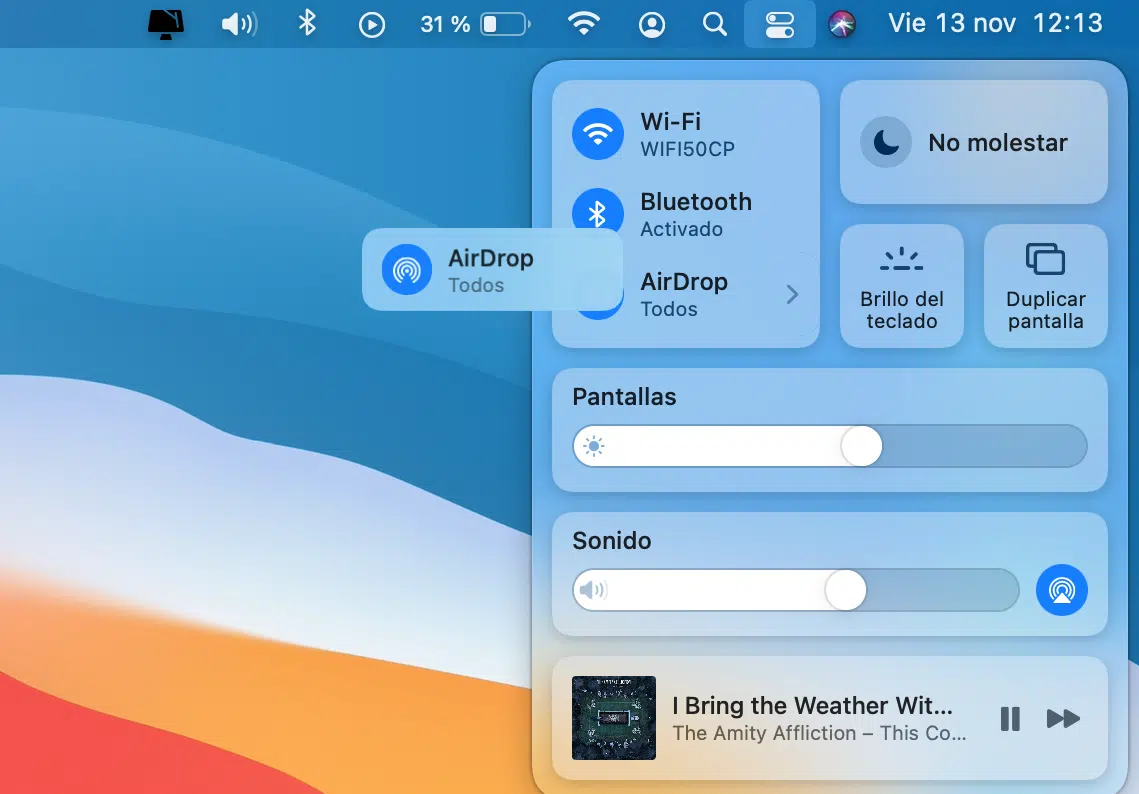 31 %
Vie 13 nov 12:13
Wi-Fi
WIFI50CP
No molestar
Bluetooth
Activado
AirDrop
Todos
AirDrop
Todos
Brillo del
teclado
Duplicar
pantalla
Pantallas
Sonido
I Bring the Weather Wit...
The Amity Affliction – This Co...